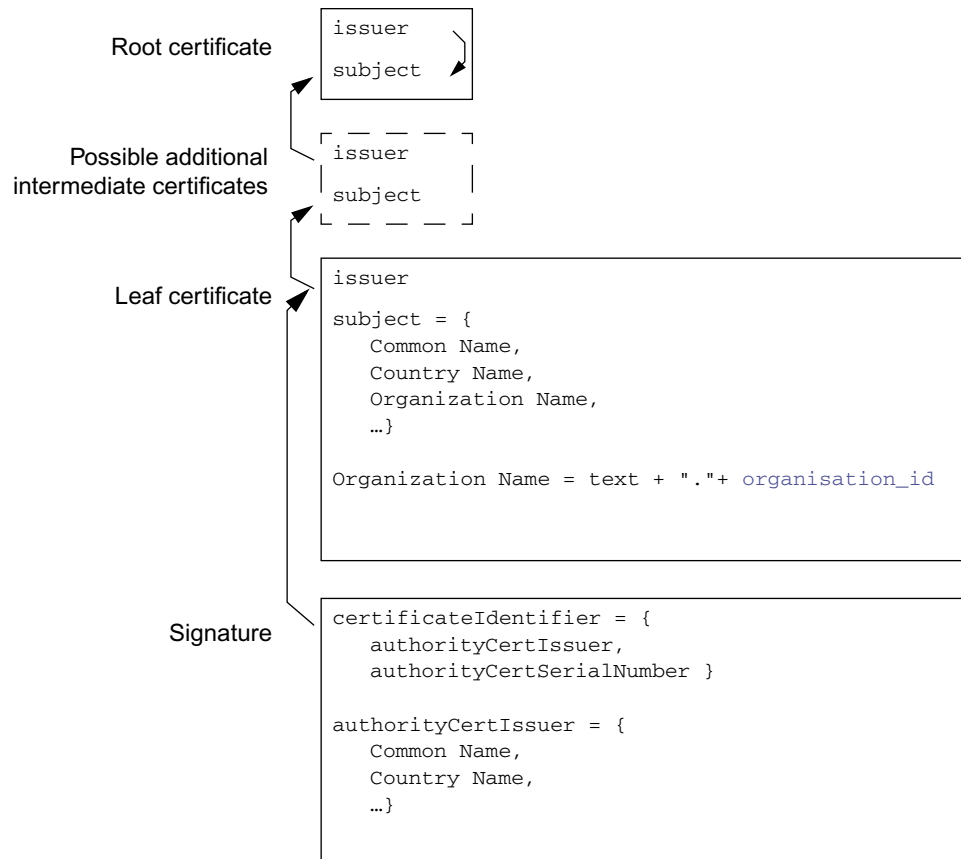 Root certificate
issuer
subject
Possible additional
intermediate certificates
issuer
subject
Leaf certificate
issuer
subject = {
Common Name,
Country Name,
Organization Name,
…}
Organization Name = text + "."+ organisation_id
Signature
certificateIdentifier = {
authorityCertIssuer,
authorityCertSerialNumber }
authorityCertIssuer = {
Common Name,
Country Name,
…}